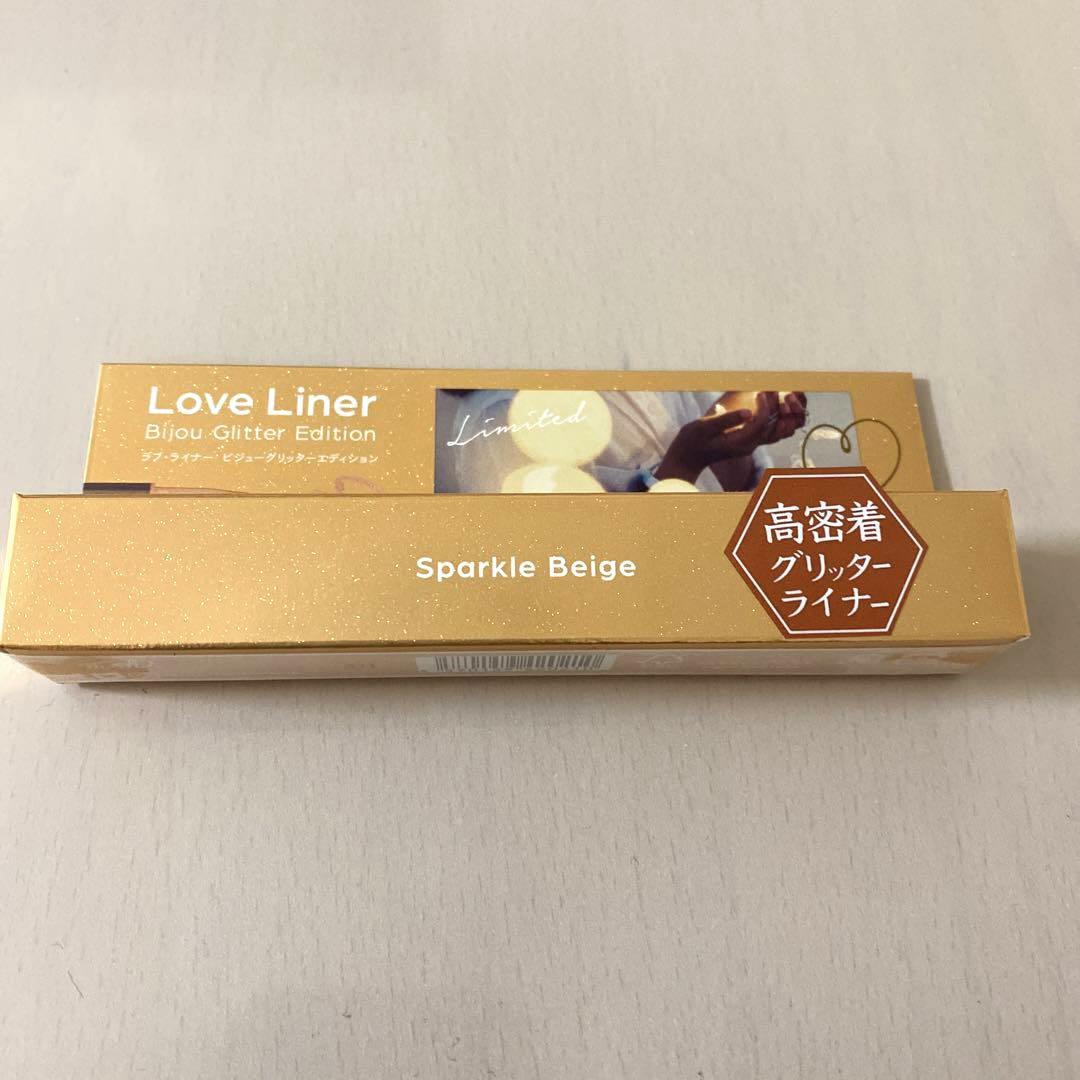 Love Liner
Bijou Glitter Edition
ラブ・ライナー ビジューグリッターエディション
Limited
Sparkle Beige
高密着
グリッター
ライナー